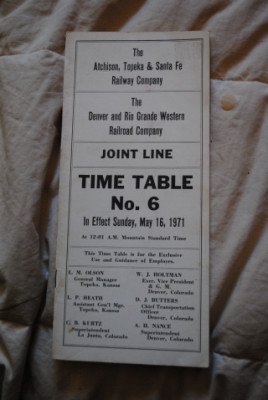 The
Atchison, Topeka & Santa Fe
Railway Company
The
Denver and Rio Grande Western
Railroad Company
JOINT LINE
TIME TABLE
No. 6
In Effect Sunday, May 16, 1971
At 12:01 A.M. Mountain Standard Time
This Time Table is for the Exclusive
Use and Guidance of Employes.
L. M. OLSON
General Manager
Topeka, Kansas
L. P. HEATH
Assistant Gen'l Mgr.
Topeka, Kansas
C. R. KURTZ
Superintendent
La Junta, Colorado
W. J. HOLTMAN
Exec. Vice President
& G. M.
Denver, Colorado
D. J. BUTTERS
Chief Transportation
Officer
Denver, Colorado
A. H. NANCE
Superintendent
Denver, Colorado